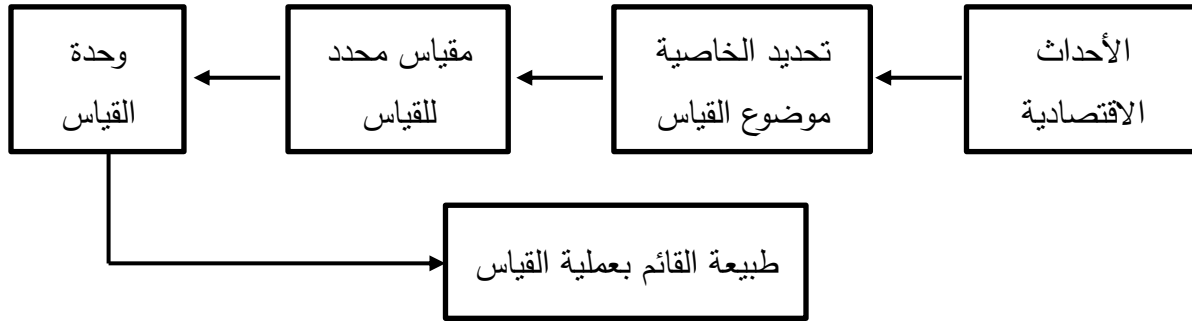 الأحداث
الاقتصادية
تحديد الخاصية
موضوع القياس
مقياس محدد
للقياس
وحدة
القياس
طبيعة القائم بعملية القياس